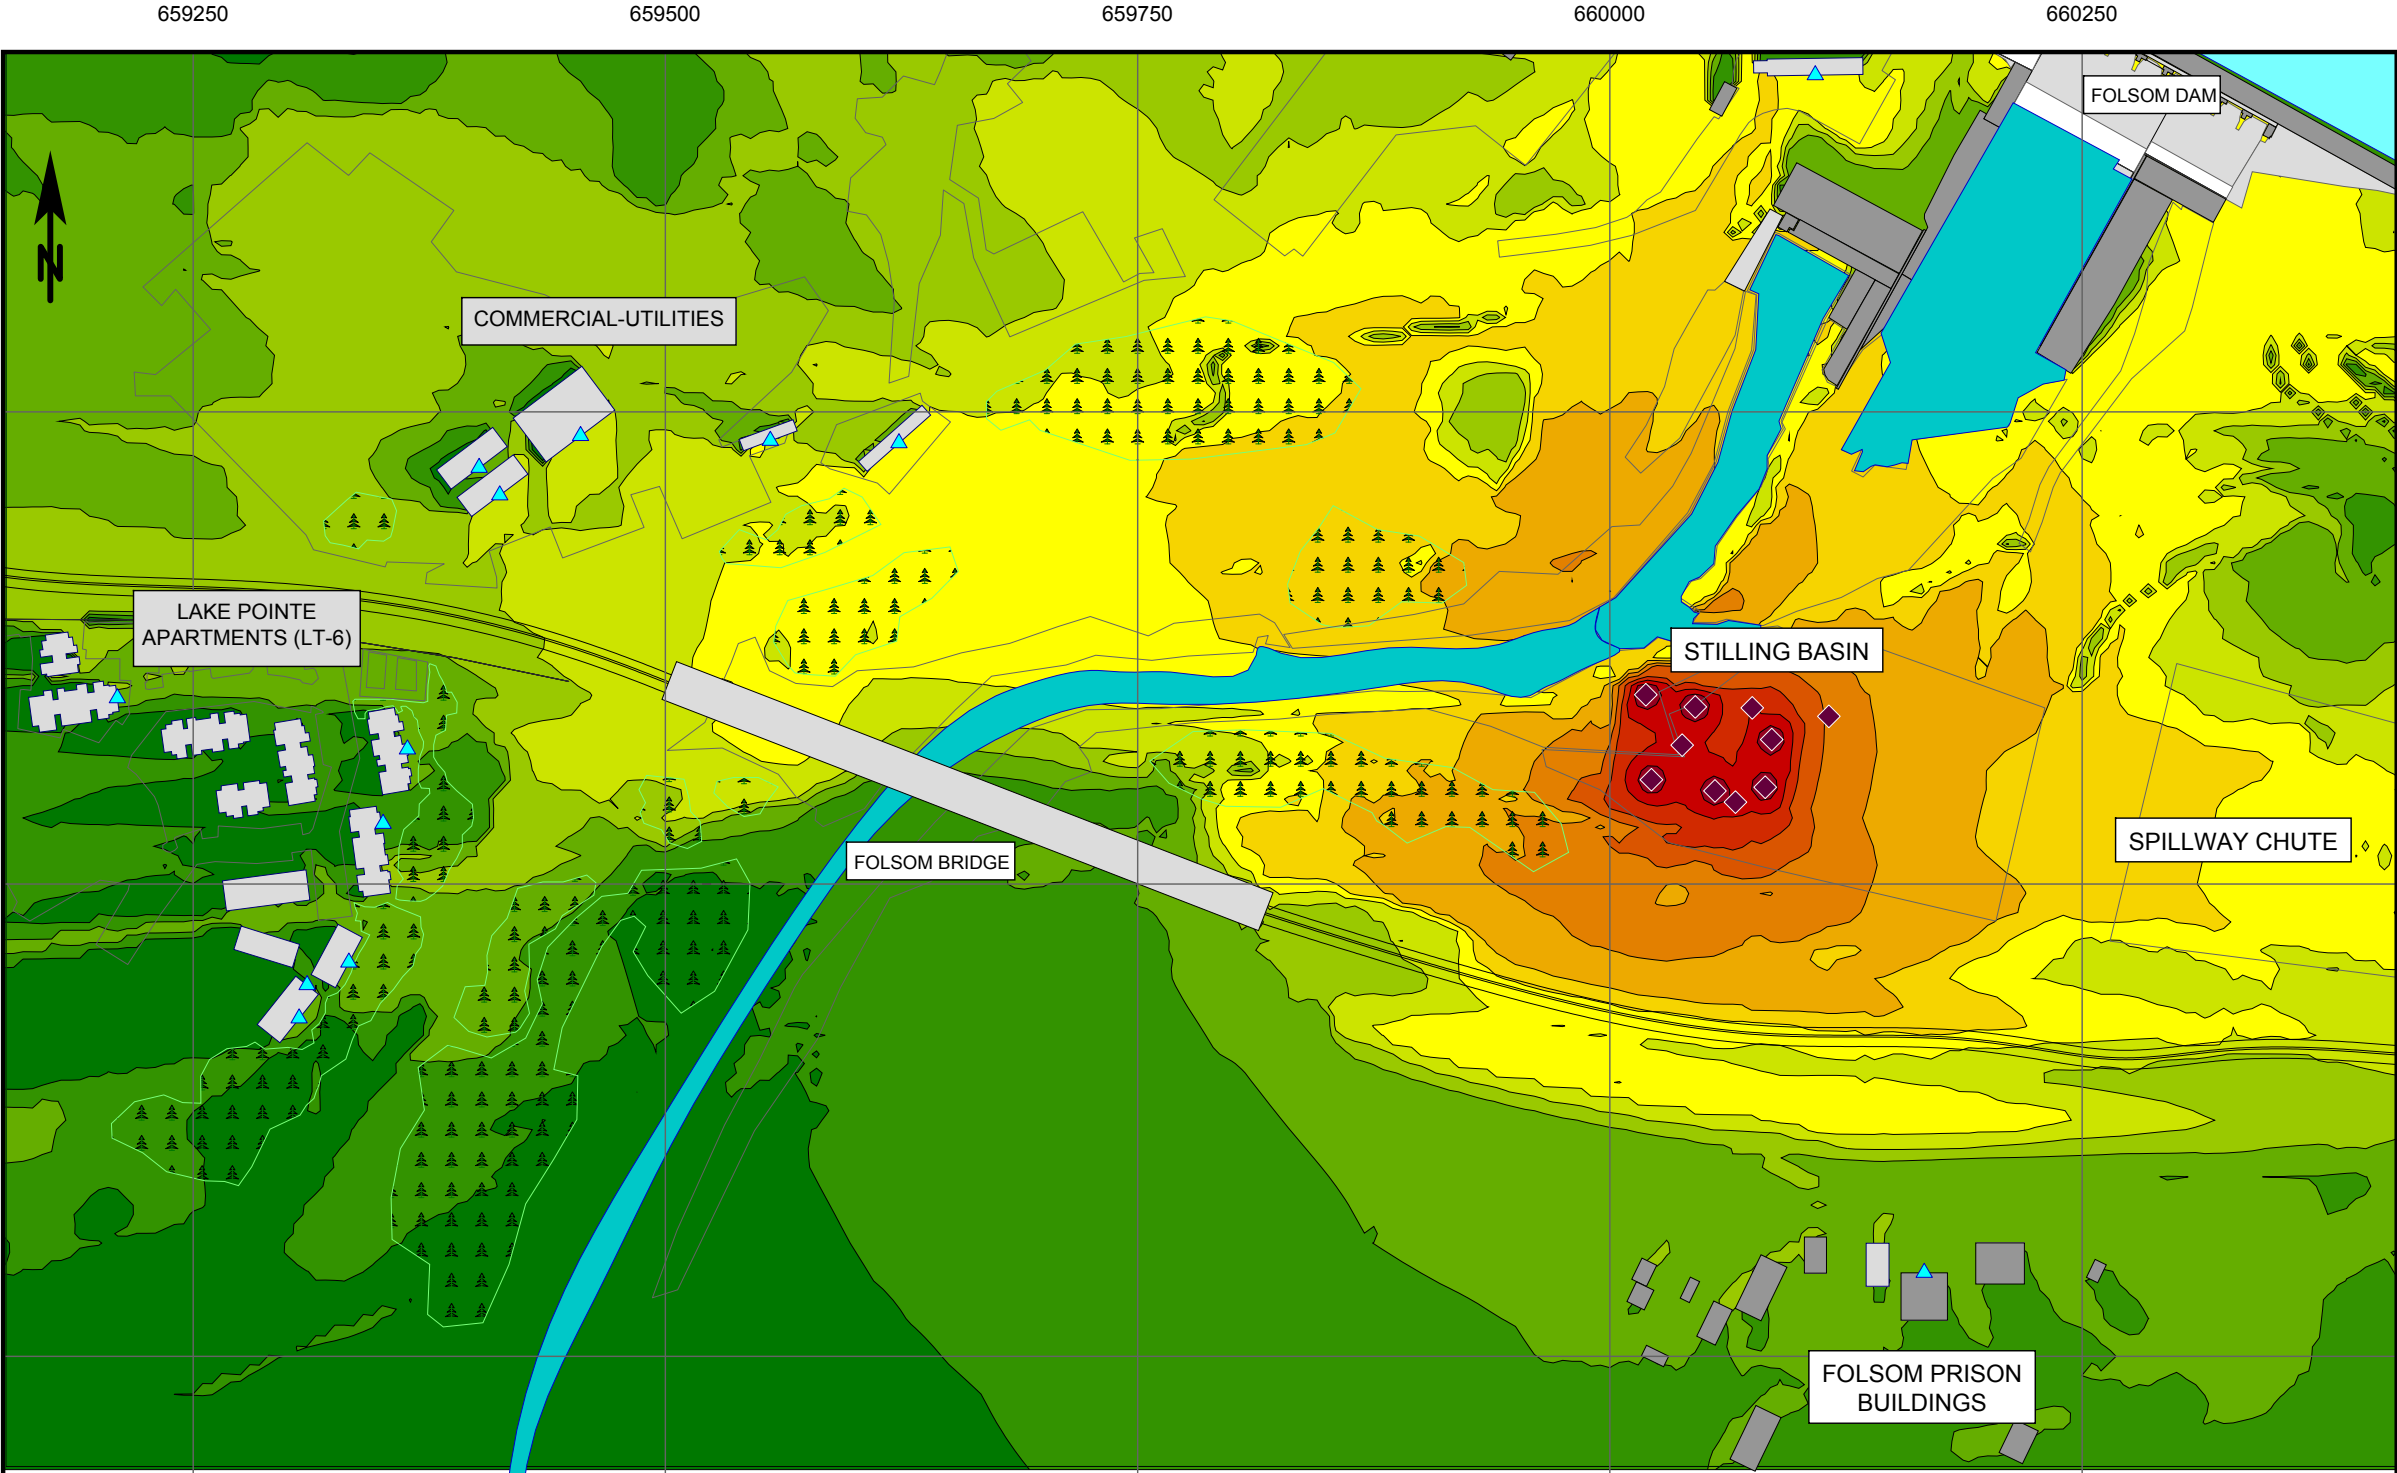 659250 659500 659750 660000 660250
FOLSOM DAM
N
COMMERCIAL-UTILITIES
LAKE POINTE
APARTMENTS (LT-6)
STILLING BASIN
SPILLWAY CHUTE
FOLSOM BRIDGE
FOLSOM PRISON
BUILDINGS